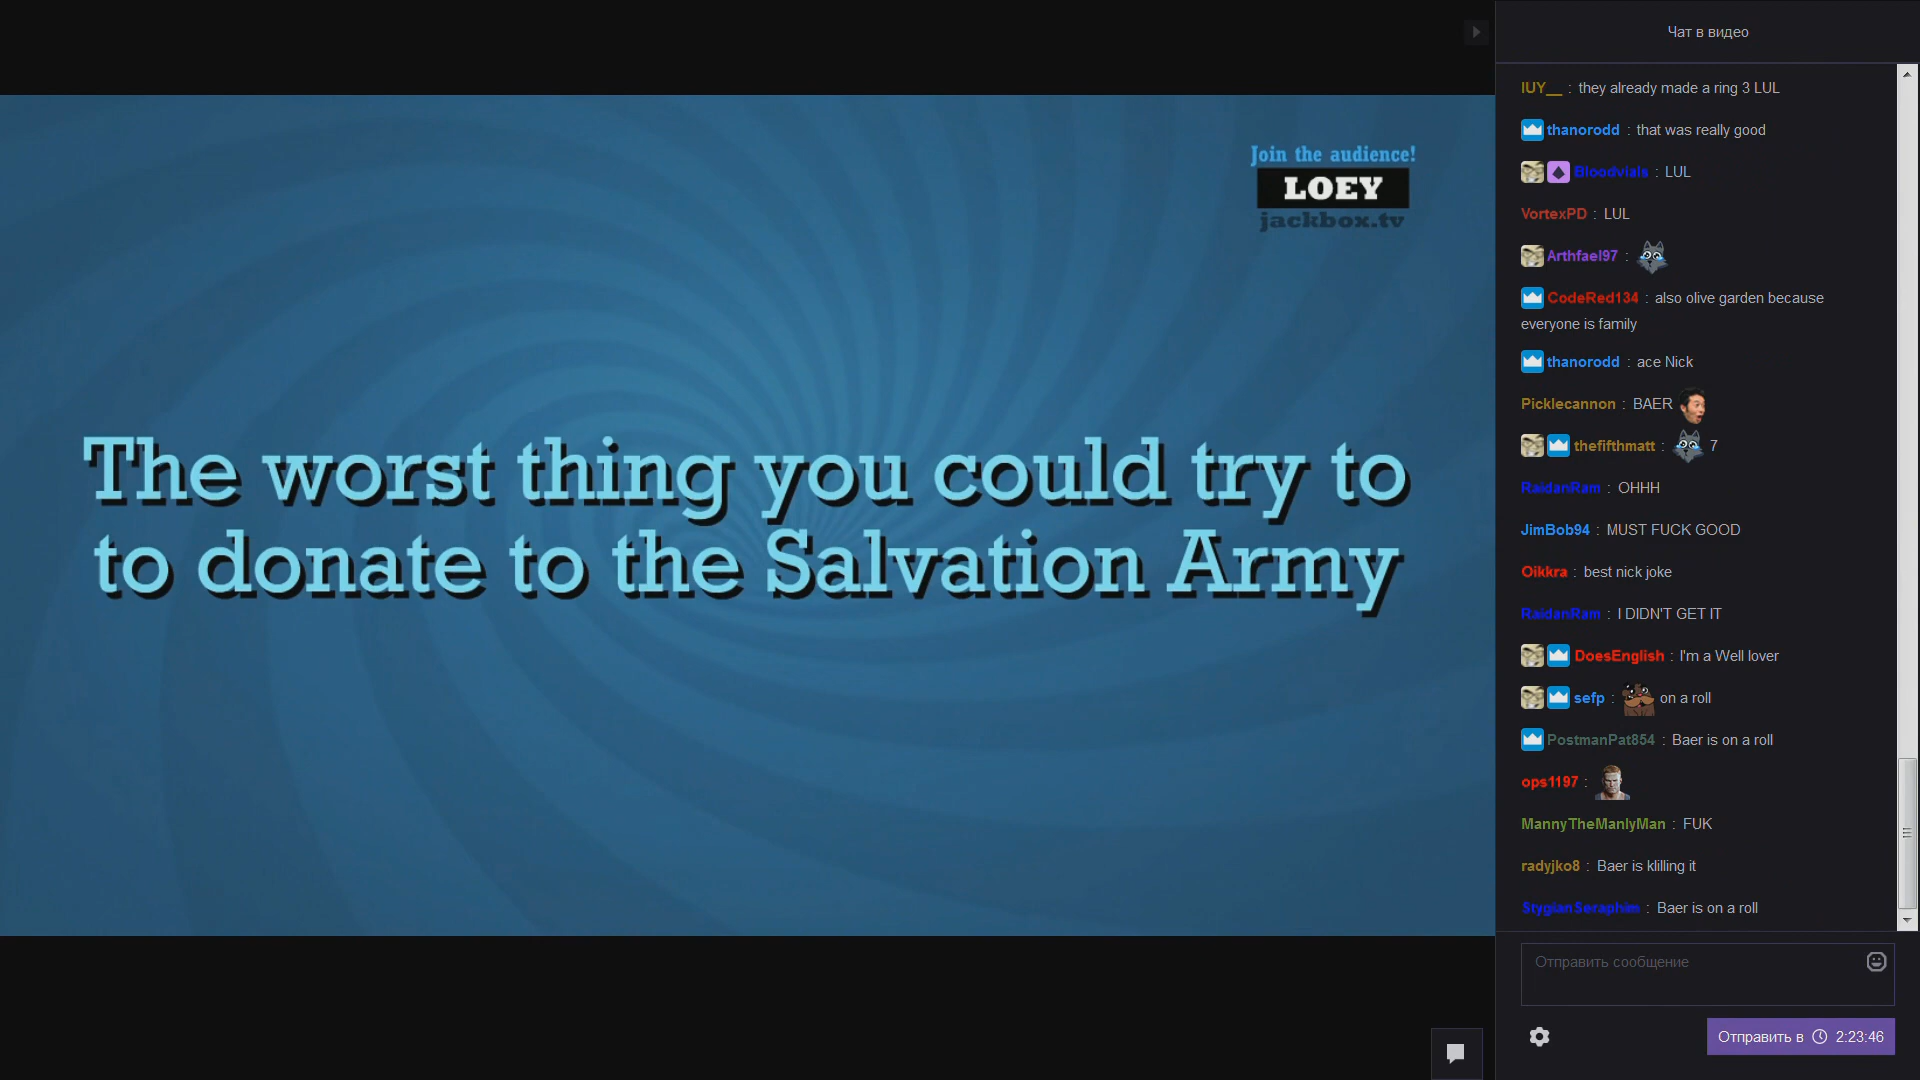 Join the audience!
LOEY
jackbox.tv
The worst thing you could try to
to donate to the Salvation Army
Чат в видео
IUY__ : they already made a ring 3 LUL
thanorodd : that was really good
Bloodvials : LUL
VortexPD : LUL
Arthfael97 :
CodeRed134 : also olive garden because
everyone is family
thanorodd : ace Nick
Picklecannon : BAER
thefifthmatt : 7
RaidanRam : OHHH
JimBob94 : MUST FUCK GOOD
Oikkra : best nick joke
RaidanRam : I DIDN'T GET IT
DoesEnglish : I'm a Well lover
sefp : on a roll
PostmanPat854 : Baer is on a roll
ops1197 :
MannyTheManlyMan : FUK
radyjko8 : Baer is klilling it
StygianSeraphim : Baer is on a roll
Отправить сообщение
Отправить в 2:23:46